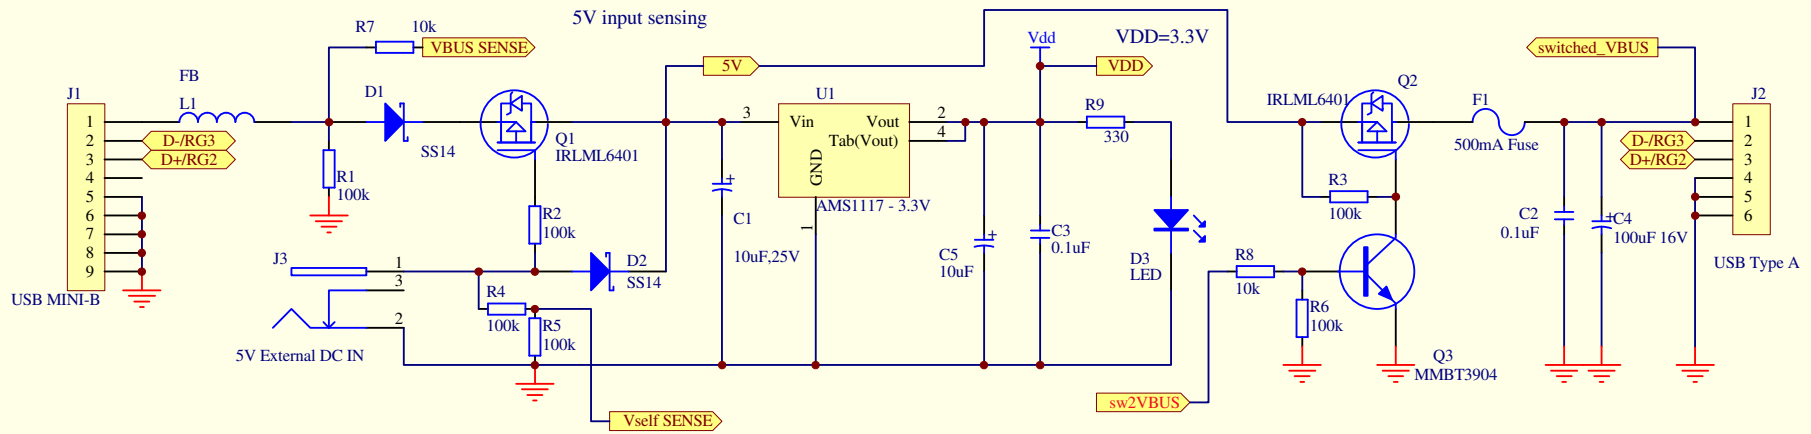 5V input sensing
R7 10k
VBUS SENSE
FB
L1
J1
1
2
3
4
5
6
7
8
9
USB MINI-B
D-/RG3
D+/RG2
R1
100k
D1
SS14
Q1
IRLML6401
R2
100k
J3
1
3
2
5V External DC IN
R4
100k
R5
100k
D2
SS14
Vself SENSE
5V
C1
10uF,25V
U1
3
Vin
Vout
Tab(Vout)
GND
2
4
1
AMS1117 - 3.3V
Vdd
VDD=3.3V
VDD
C5
10uF
C3
0.1uF
R9
330
D3
LED
sw2VBUS
R8
10k
R6
100k
IRLML6401
Q2
R3
100k
Q3
MMBT3904
F1
500mA Fuse
switched_VBUS
C2
0.1uF
C4
100uF 16V
D-/RG3
D+/RG2
J2
1
2
3
4
5
6
USB Type A